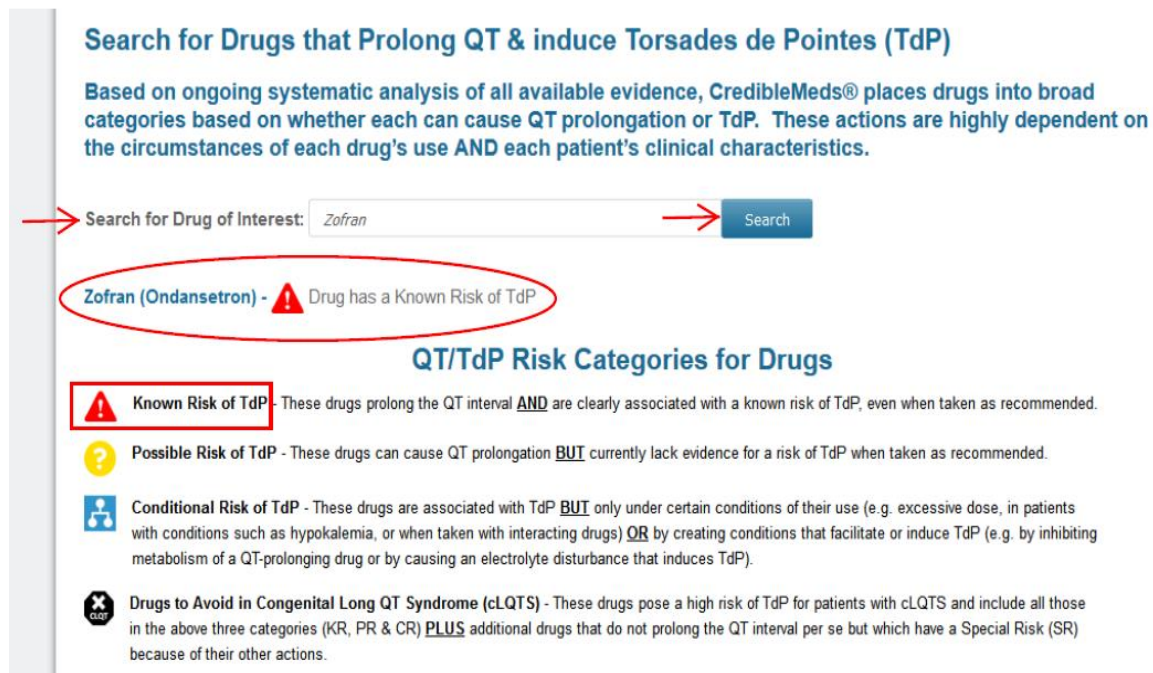 Search for Drugs that Prolong QT & induce Torsades de Pointes (TdP)
Based on ongoing systematic analysis of all available evidence, CredibleMeds® places drugs into broad
categories based on whether each can cause QT prolongation or TdP. These actions are highly dependent on
the circumstances of each drug's use AND each patient's clinical characteristics.
Search for Drug of Interest: Zofran Search
Zofran (Ondansetron) - Drug has a Known Risk of TdP
QT/TdP Risk Categories for Drugs
Known Risk of TdP - These drugs prolong the QT interval AND are clearly associated with a known risk of TdP, even when taken as recommended.
Possible Risk of TdP - These drugs can cause QT prolongation BUT currently lack evidence for a risk of TdP when taken as recommended.
Conditional Risk of TdP - These drugs are associated with TdP BUT only under certain conditions of their use (e.g. excessive dose, in patients
with conditions such as hypokalemia, or when taken with interacting drugs) OR by creating conditions that facilitate or induce TdP (e.g. by inhibiting
metabolism of a QT-prolonging drug or by causing an electrolyte disturbance that induces TdP).
CLQT
Drugs to Avoid in Congenital Long QT Syndrome (cLQTS) - These drugs pose a high risk of TdP for patients with cLQTS and include all those
in the above three categories (KR, PR & CR) PLUS additional drugs that do not prolong the QT interval per se but which have a Special Risk (SR)
because of their other actions.